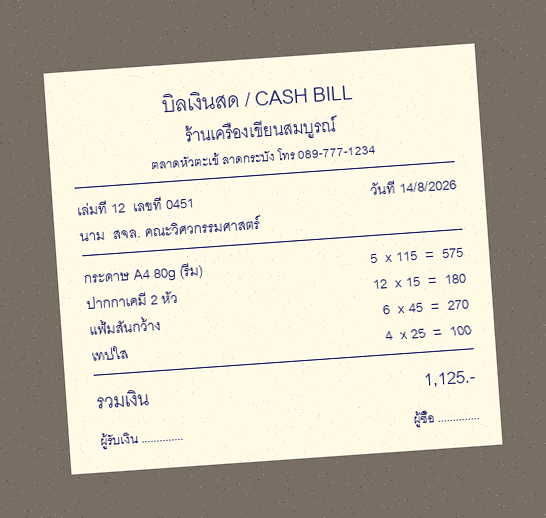 บิลเงินสด / CASH BILL
ร้านเครื่องเขียนสมบูรณ์
ตลาดหัวตะเข้ ลาดกระบัง โทร 089-777-1234
เล่มที่ 12 เลขที่ 0451 วันที่ 14/8/2026
นาม สจล. คณะวิศวกรรมศาสตร์
กระดาษ A4 80g (รีม) 5 x 115 = 575
ปากกาเคมี 2 หัว 12 x 15 = 180
แฟ้มสันกว้าง 6 x 45 = 270
เทปใส 4 x 25 = 100
รวมเงิน 1,125.-
ผู้รับเงิน ............. ผู้ซื้อ .............